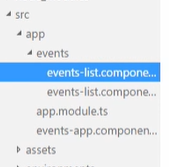 src
app
events
events-list.compone...
events-list.compone...
app.module.ts
events-app.componen...
assets